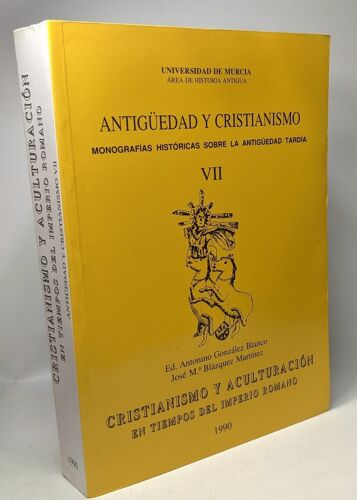 UNIVERSIDAD DE MURCIA
ÁREA DE HISTORIA ANTIGUA
ANTIGÜEDAD Y CRISTIANISMO
MONOGRAFÍAS HISTÓRICAS SOBRE LA ANTIGÜEDAD TARDÍA
VII
Ed. Antonino González Blanco
José M.ª Blázquez Martínez
CRISTIANISMO Y ACULTURACIÓN
EN TIEMPOS DEL IMPERIO ROMANO
1990
CRISTIANISMO Y ACULTURACIÓN
EN TIEMPOS DEL IMPERIO ROMANO
ANTIGÜEDAD Y CRISTIANISMO VII
1990